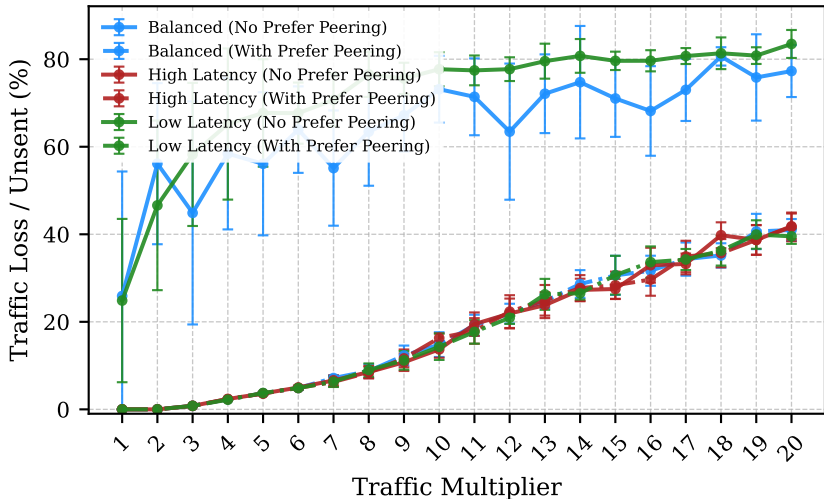 Balanced (No Prefer Peering)
Balanced (With Prefer Peering)
High Latency (No Prefer Peering)
High Latency (With Prefer Peering)
Low Latency (No Prefer Peering)
Low Latency (With Prefer Peering)
Traffic Loss / Unsent (%)
80
60
40
20
0
1 2 3 4 5 6 7 8 9 10 11 12 13 14 15 16 17 18 19 20
Traffic Multiplier